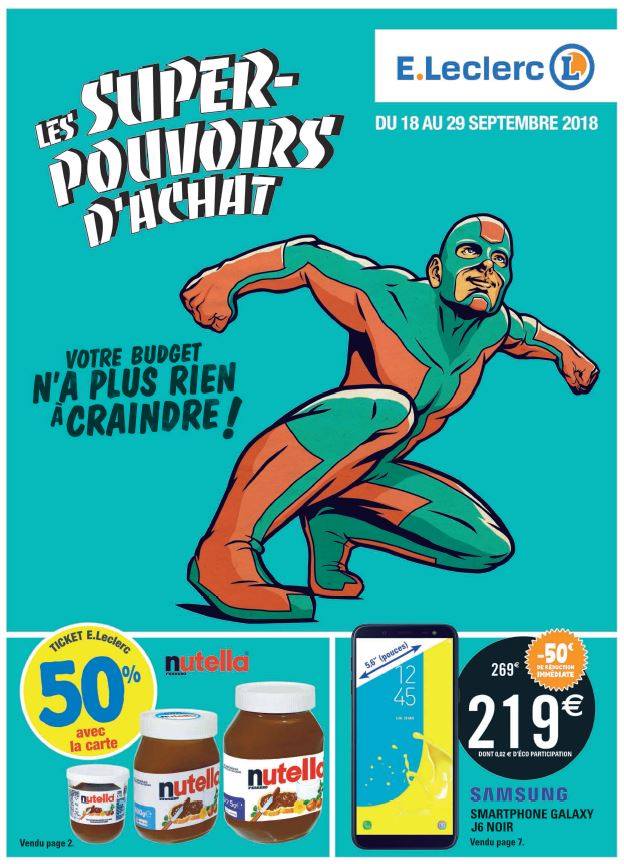 E.Leclerc L
LES SUPER-
POUVOIRS
D'ACHAT
DU 18 AU 29 SEPTEMBRE 2018
VOTRE BUDGET
N'A PLUS RIEN
À CRAINDRE !
TICKET E.Leclerc
50%
avec
la carte
nutella
FERRERO
nutella
nutella
nutella
Vendu page 2.
5,6" (pouces)
12
45
269€
-50€
DE RÉDUCTION
IMMÉDIATE
219€
DONT 0,02 € D'ÉCO PARTICIPATION
SAMSUNG
SMARTPHONE GALAXY
J6 NOIR
Vendu page 7.